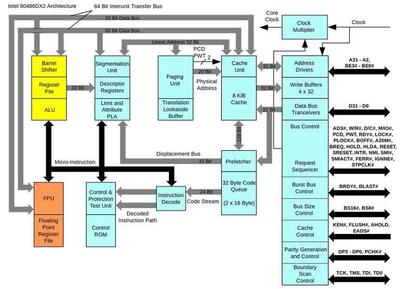 Intel 80486DX2 Architecture
64 Bit Interunit Transfer Bus
32 Bit Data Bus
32 Bit Data Bus
Linear Address 32 Bit
Core
Clock
Clock
Multiplier
Clock
Barrel
Shifter
Register
File
ALU
32 Bit
Segmentation
Unit
Descriptor
Registers
Limit and
Attribute
PLA
Paging
Unit
Translation
Lookaside
Buffer
PCD
PWT
2
20 Bit
Physical
Address
Cache
Unit
8 KiB
Cache
32 Bit
32 Bit
32 Bit
Address
Drivers
Write Buffers
4 x 32
Data Bus
Tranceivers
Bus Control
Request
Sequencer
Burst Bus
Control
Bus Size
Control
Cache
Control
Parity Generation
and Control
Boundary
Scan
Control
A31 - A2,
BE3# - BE0#
D31 - D0
ADS#, W/R#, D/C#, M/IO#,
PCD, PWT, RDY#, LOCK#,
PLOCK#, BOFF#, A20M#,
BREQ, HOLD, HLDA, RESET,
SRESET, INTR, NMI, SMI#,
SMIACT#, FERR#, IGNNE#,
STPCLK#
BRDY#, BLAST#
BS16#, BS8#
KEN#, FLUSH#, AHOLD,
EADS#
DP3 - DP0, PCHK#
TCK, TMS, TDI, TD0
Displacement Bus
32 Bit
Micro-Instruction
Prefetcher
32 Byte Code
Queue
(2 x 16 Byte)
FPU
Floating
Point
Register
File
Control &
Protection
Test Unit
Control
ROM
Instruction
Decode
Decoded
Instruction Path
24 Bit
Code Stream